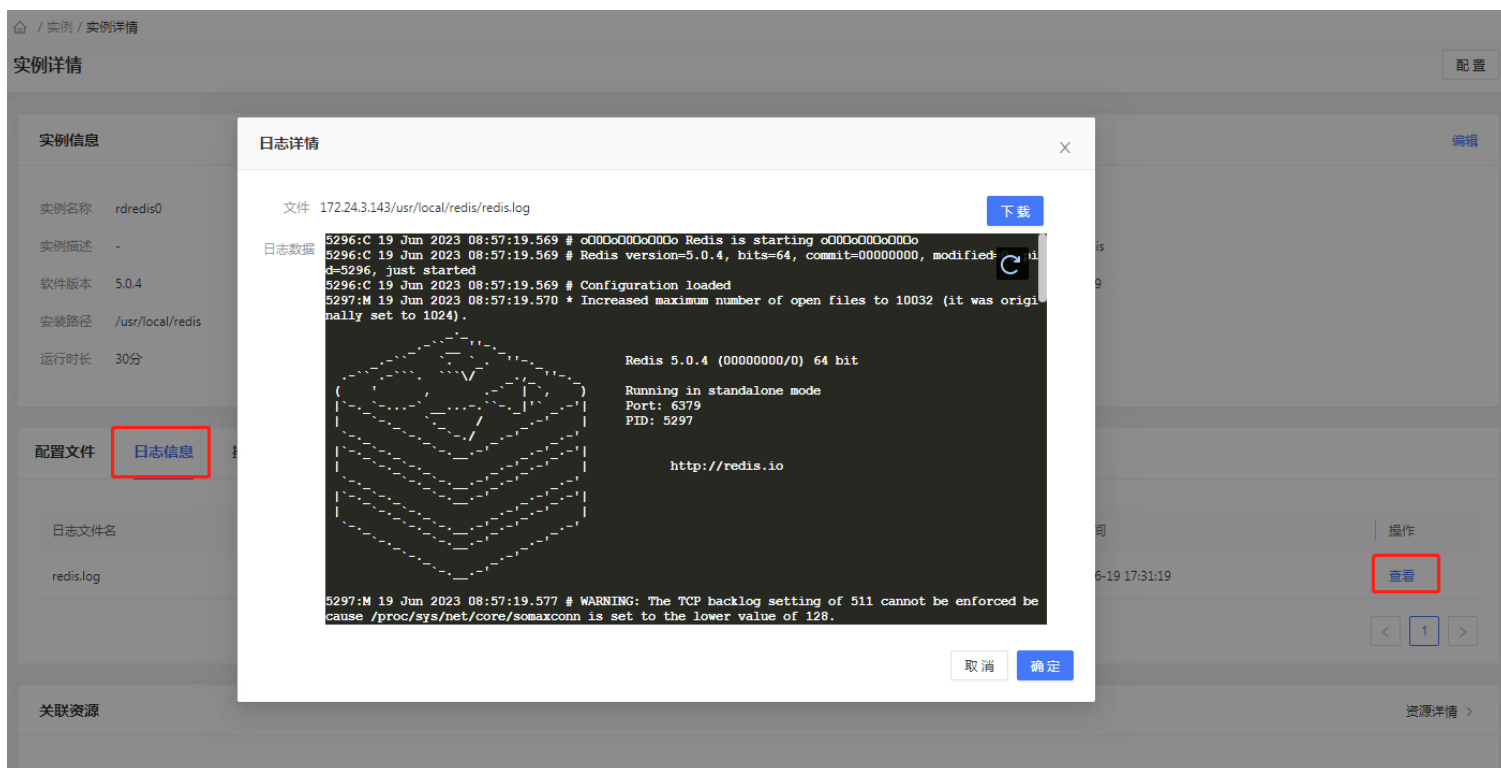 / 实例 / 实例详情
实例详情
配 置
实例信息
编辑
实例名称 rdredis0
实例描述 -
软件版本 5.0.4
安装路径 /usr/local/redis
运行时长 30分
日志详情
X
文件 172.24.3.143/usr/local/redis/redis.log
下 载
日志数据
5296:C 19 Jun 2023 08:57:19.569 # oO0OoO0OoO0Oo Redis is starting oO0OoO0OoO0Oo
5296:C 19 Jun 2023 08:57:19.569 # Redis version=5.0.4, bits=64, commit=00000000, modified= pi
d=5296, just started
5296:C 19 Jun 2023 08:57:19.569 # Configuration loaded
5297:M 19 Jun 2023 08:57:19.570 * Increased maximum number of open files to 10032 (it was origi
nally set to 1024).
Redis 5.0.4 (00000000/0) 64 bit
Running in standalone mode
Port: 6379
PID: 5297
http://redis.io
5297:M 19 Jun 2023 08:57:19.577 # WARNING: The TCP backlog setting of 511 cannot be enforced be
cause /proc/sys/net/core/somaxconn is set to the lower value of 128.
取 消
确 定
is
9
配置文件
日志信息
日志文件名
间
操作
redis.log
6-19 17:31:19
查看
< 1 >
关联资源
资源详情 >